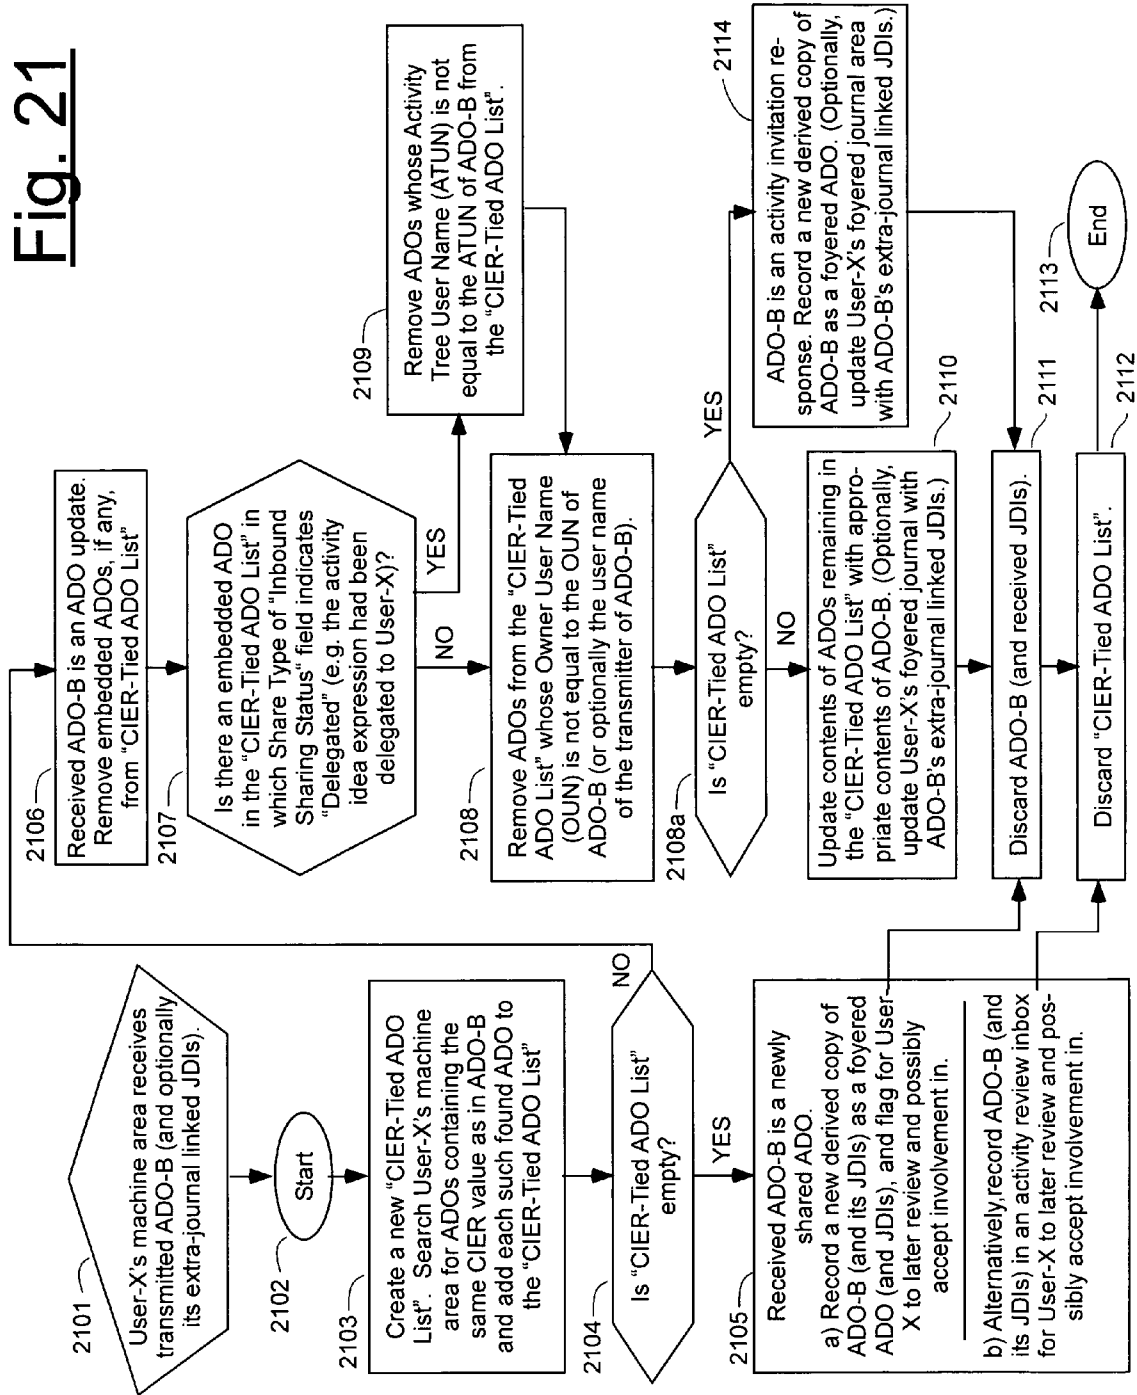 Fig. 21
2101
User-X's machine area receives
transmitted ADO-B (and optionally
its extra-journal linked JDIs).
2102
Start
2103
Create a new "CIER-Tied ADO
List". Search User-X's machine
area for ADOs containing the
same CIER value as in ADO-B
and add each such found ADO to
the "CIER-Tied ADO List"
2104
Is "CIER-Tied ADO List"
empty?
NO
YES
2105
Received ADO-B is a newly
shared ADO.
a) Record a new derived copy of
ADO-B (and its JDIs) as a foyered
ADO (and JDIs), and flag for User-
X to later review and possibly
accept involvement in.
b) Alternatively,record ADO-B (and
its JDIs) in an activity review inbox
for User-X to later review and pos-
sibly accept involvement in.
2106
Received ADO-B is an ADO update.
Remove embedded ADOs, if any,
from "CIER-Tied ADO List"
2107
Is there an embedded ADO
in the "CIER-Tied ADO List" in
which Share Type of "Inbound
Sharing Status" field indicates
"Delegated" (e.g. the activity
idea expression had been
delegated to User-X)?
YES
NO
2109
Remove ADOs whose Activity
Tree User Name (ATUN) is not
equal to the ATUN of ADO-B from
the "CIER-Tied ADO List".
2108
Remove ADOs from the "CIER-Tied
ADO List" whose Owner User Name
(OUN) is not equal to the OUN of
ADO-B (or optionally the user name
of the transmitter of ADO-B).
2108a
Is "CIER-Tied ADO List"
empty?
YES
NO
2114
ADO-B is an activity invitation re-
sponse. Record a new derived copy of
ADO-B as a foyered ADO. (Optionally,
update User-X's foyered journal area
with ADO-B's extra-journal linked JDIs.)
2110
Update contents of ADOs remaining in
the "CIER-Tied ADO List" with appro-
priate contents of ADO-B. (Optionally,
update User-X's foyered journal with
ADO-B's extra-journal linked JDIs.)
2111
Discard ADO-B (and received JDIs).
2112
Discard "CIER-Tied ADO List".
2113
End